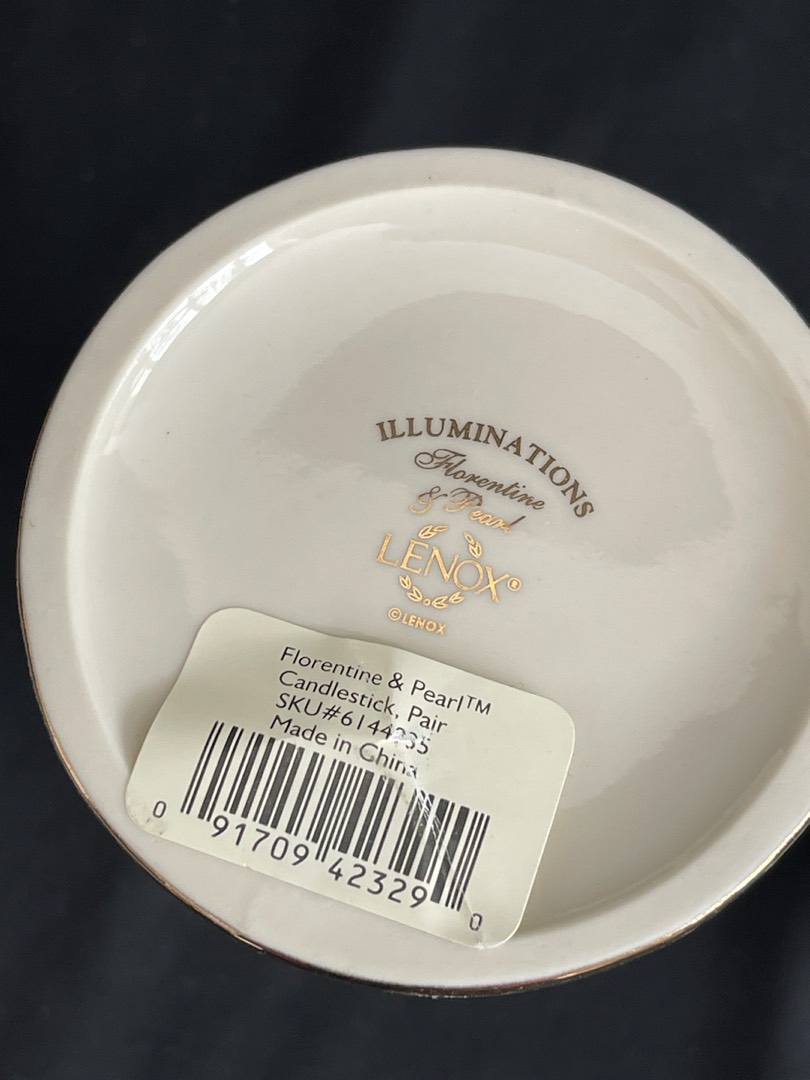 ILLUMINATIONS
Florentine
& Pearl
LENOX®
©LENOX
Florentine & Pearl™
Candlestick, Pair
Made in China
0 91709 42329 0